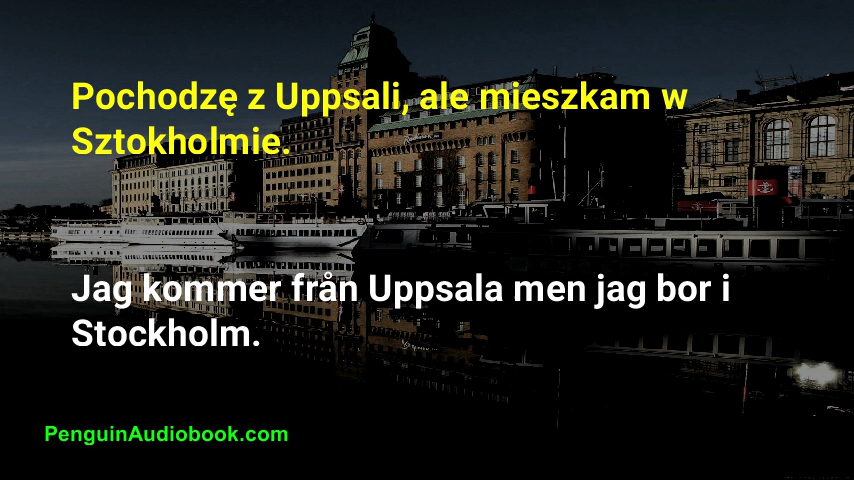 Pochodzę z Uppsali, ale mieszkam w
Sztokholmie.
Jag kommer från Uppsala men jag bor i
Stockholm.
PenguinAudiobook.com